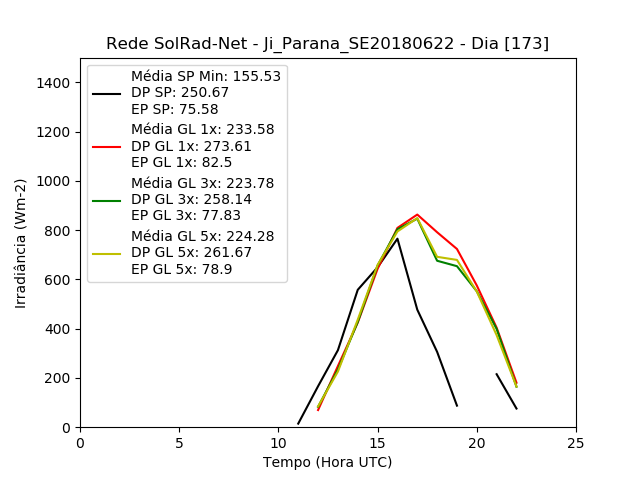 Rede SolRad-Net - Ji_Parana_SE20180622 - Dia [173]
Irradiância (Wm-2)
1400
1200
1000
800
600
400
200
0
Média SP Min: 155.53
DP SP: 250.67
EP SP: 75.58
Média GL 1x: 233.58
DP GL 1x: 273.61
EP GL 1x: 82.5
Média GL 3x: 223.78
DP GL 3x: 258.14
EP GL 3x: 77.83
Média GL 5x: 224.28
DP GL 5x: 261.67
EP GL 5x: 78.9
0 5 10 15 20 25
Tempo (Hora UTC)